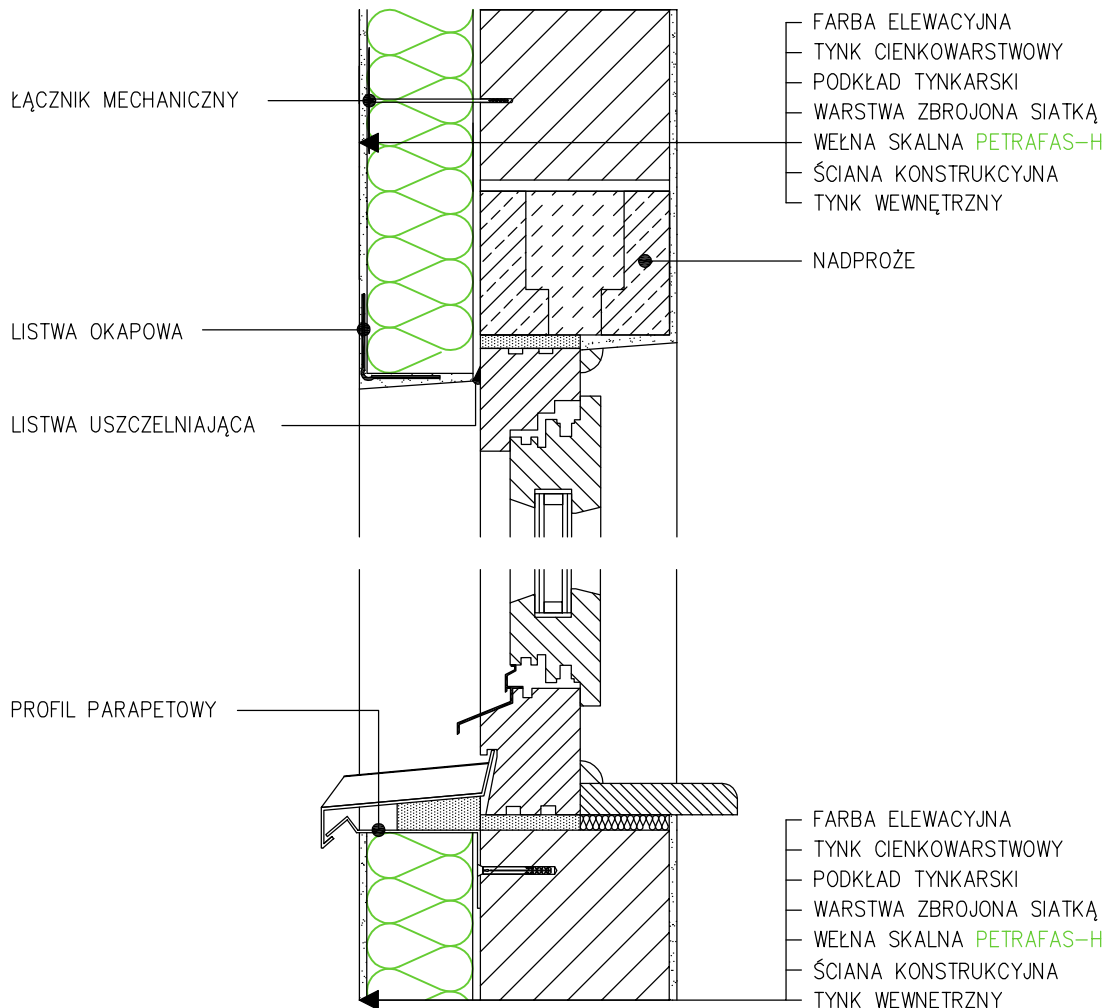 FARBA ELEWACYJNA
TYNK CIENKOWARSTWOWY
PODKŁAD TYNKARSKI
ŁĄCZNIK MECHANICZNY
WARSTWA ZBROJONA SIATKĄ
WEŁNA SKALNA PETRAFAS-H
ŚCIANA KONSTRUKCYJNA
TYNK WEWNĘTRZNY
NADPROŻE
LISTWA OKAPOWA
LISTWA USZCZELNIAJĄCA
PROFIL PARAPETOWY
FARBA ELEWACYJNA
TYNK CIENKOWARSTWOWY
PODKŁAD TYNKARSKI
WARSTWA ZBROJONA SIATKĄ
WEŁNA SKALNA PETRAFAS-H
ŚCIANA KONSTRUKCYJNA
TYNK WEWNETRZNY